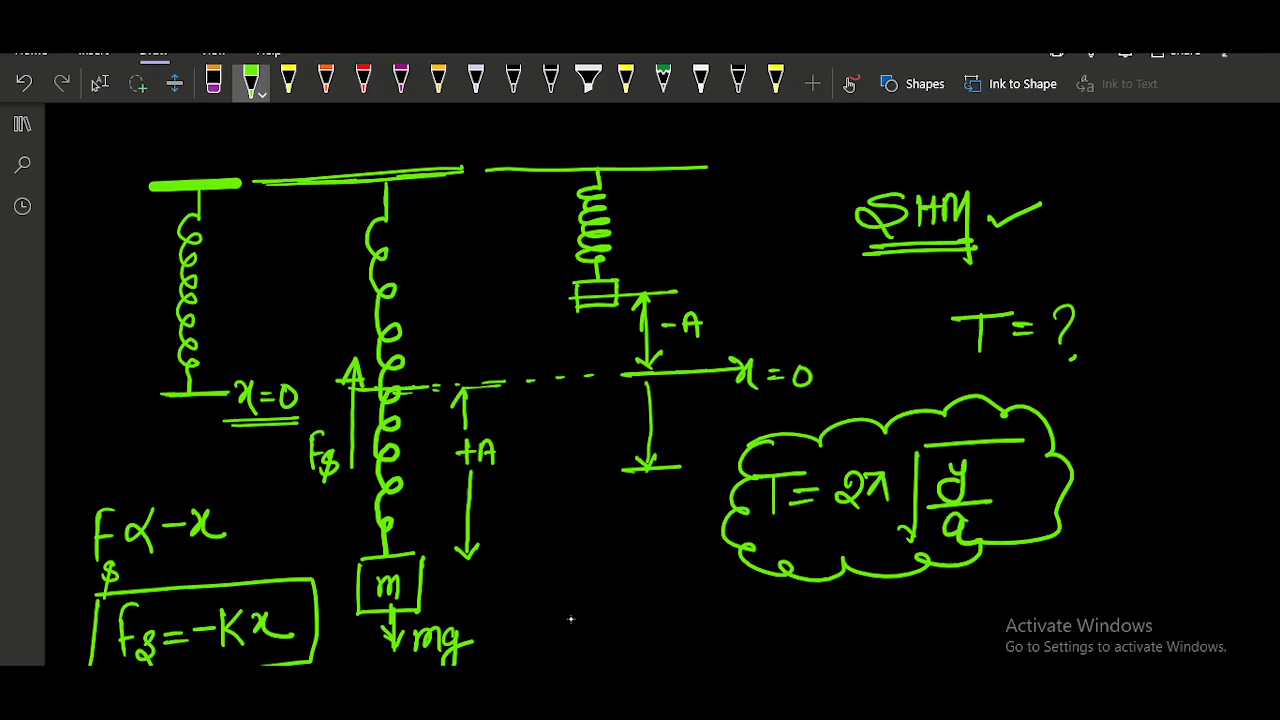 Shapes
Ink to Shape
Ink to Text
SHM
T = ?
-A
x = 0
x = 0
+A
Fs
T = 2π √y/a
F ∝ -x
s
Fs = -Kx
m
mg
Activate Windows
Go to Settings to activate Windows.